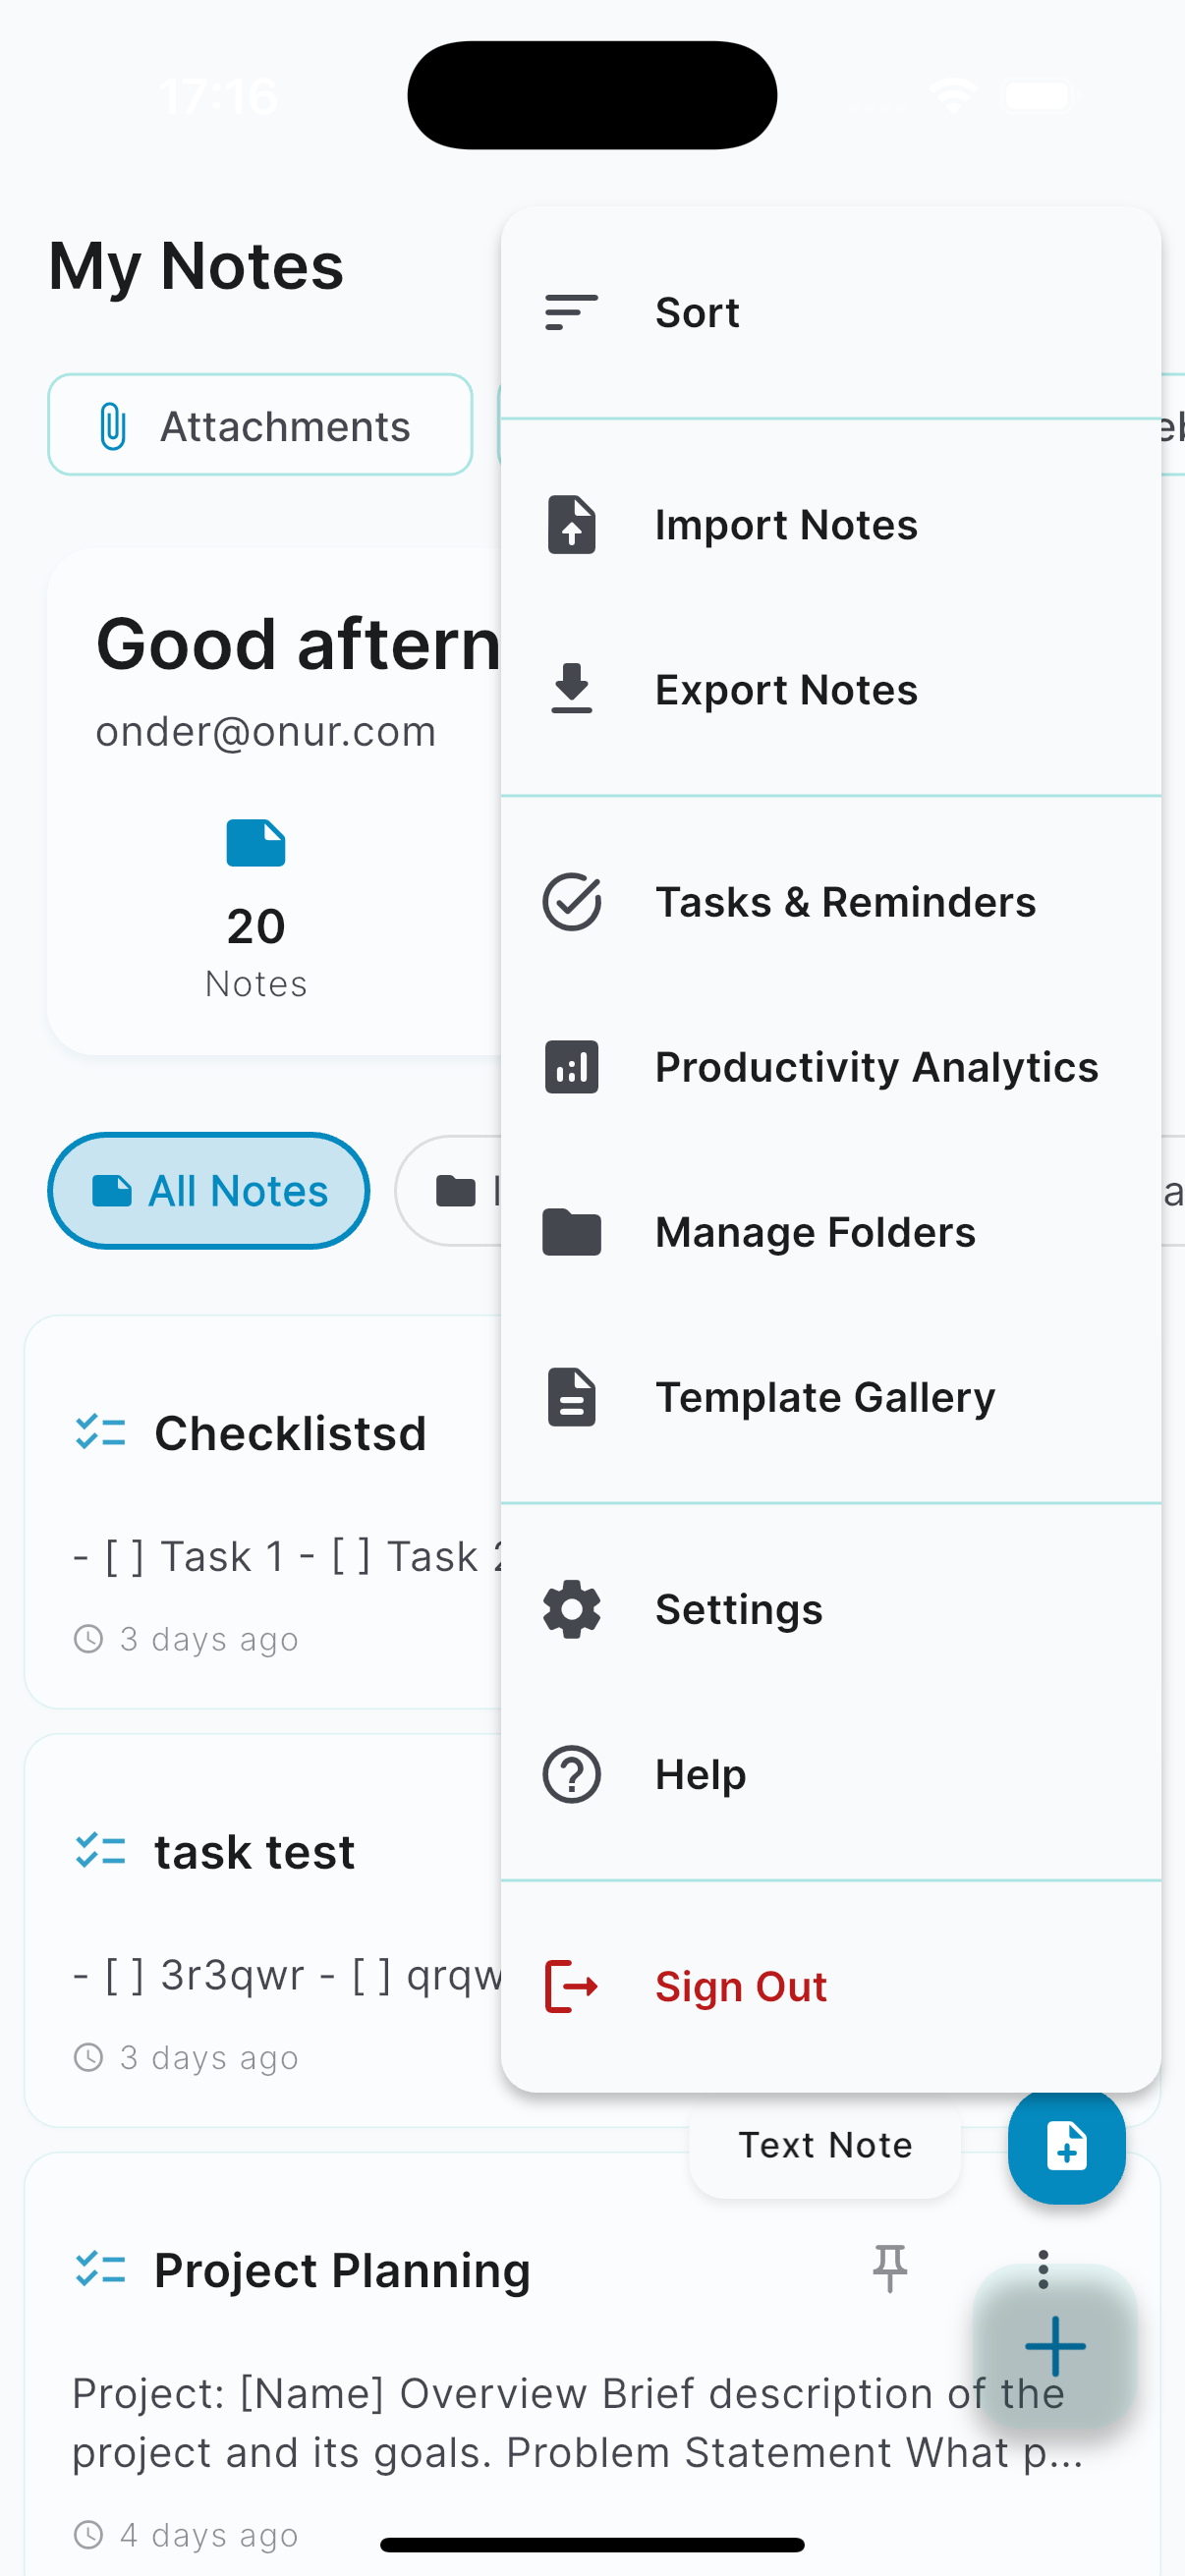 17:16
My Notes
Attachments
Good aftern
onder@onur.com
20
Notes
All Notes
Checklistsd
- [ ] Task 1 - [ ] Task
3 days ago
task test
- [ ] 3r3qwr - [ ] qrqw
3 days ago
Sort
Import Notes
Export Notes
Tasks & Reminders
Productivity Analytics
Manage Folders
Template Gallery
Settings
Help
Sign Out
Text Note
Project Planning
Project: [Name] Overview Brief description of the
project and its goals. Problem Statement What p...
4 days ago